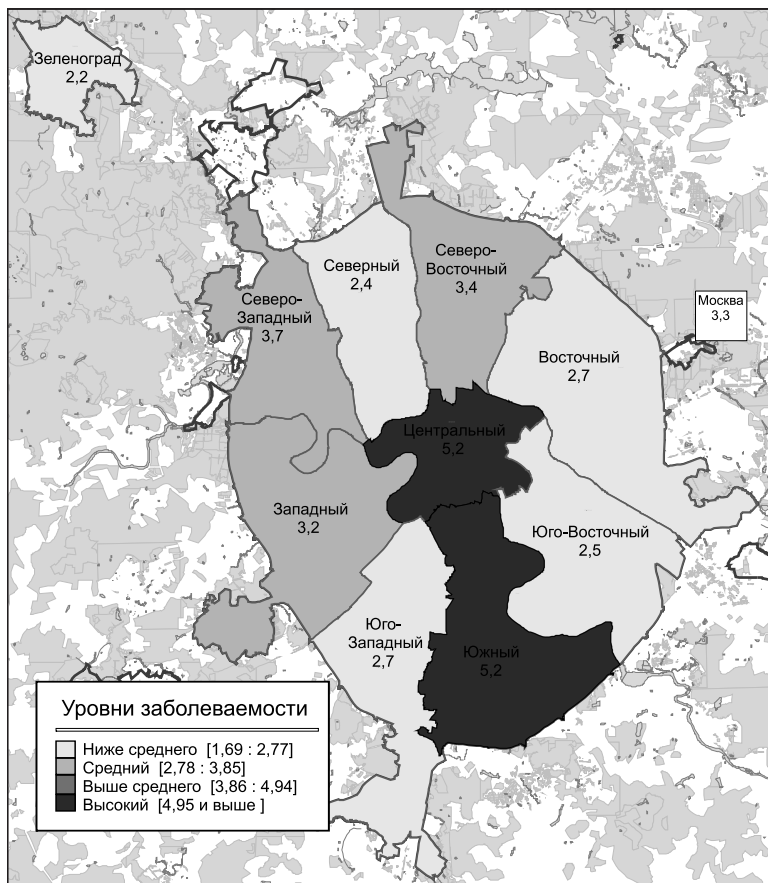 Зеленоград
2,2
Северный
2,4
Северо-
Восточный
3,4
Северо-
Западный
3,7
Москва
3,3
Восточный
2,7
Центральный
5,2
Западный
3,2
Юго-Восточный
2,5
Юго-
Западный
2,7
Южный
5,2
Уровни заболеваемости
Ниже среднего [1,69 : 2,77]
Средний [2,78 : 3,85]
Выше среднего [3,86 : 4,94]
Высокий [4,95 и выше ]